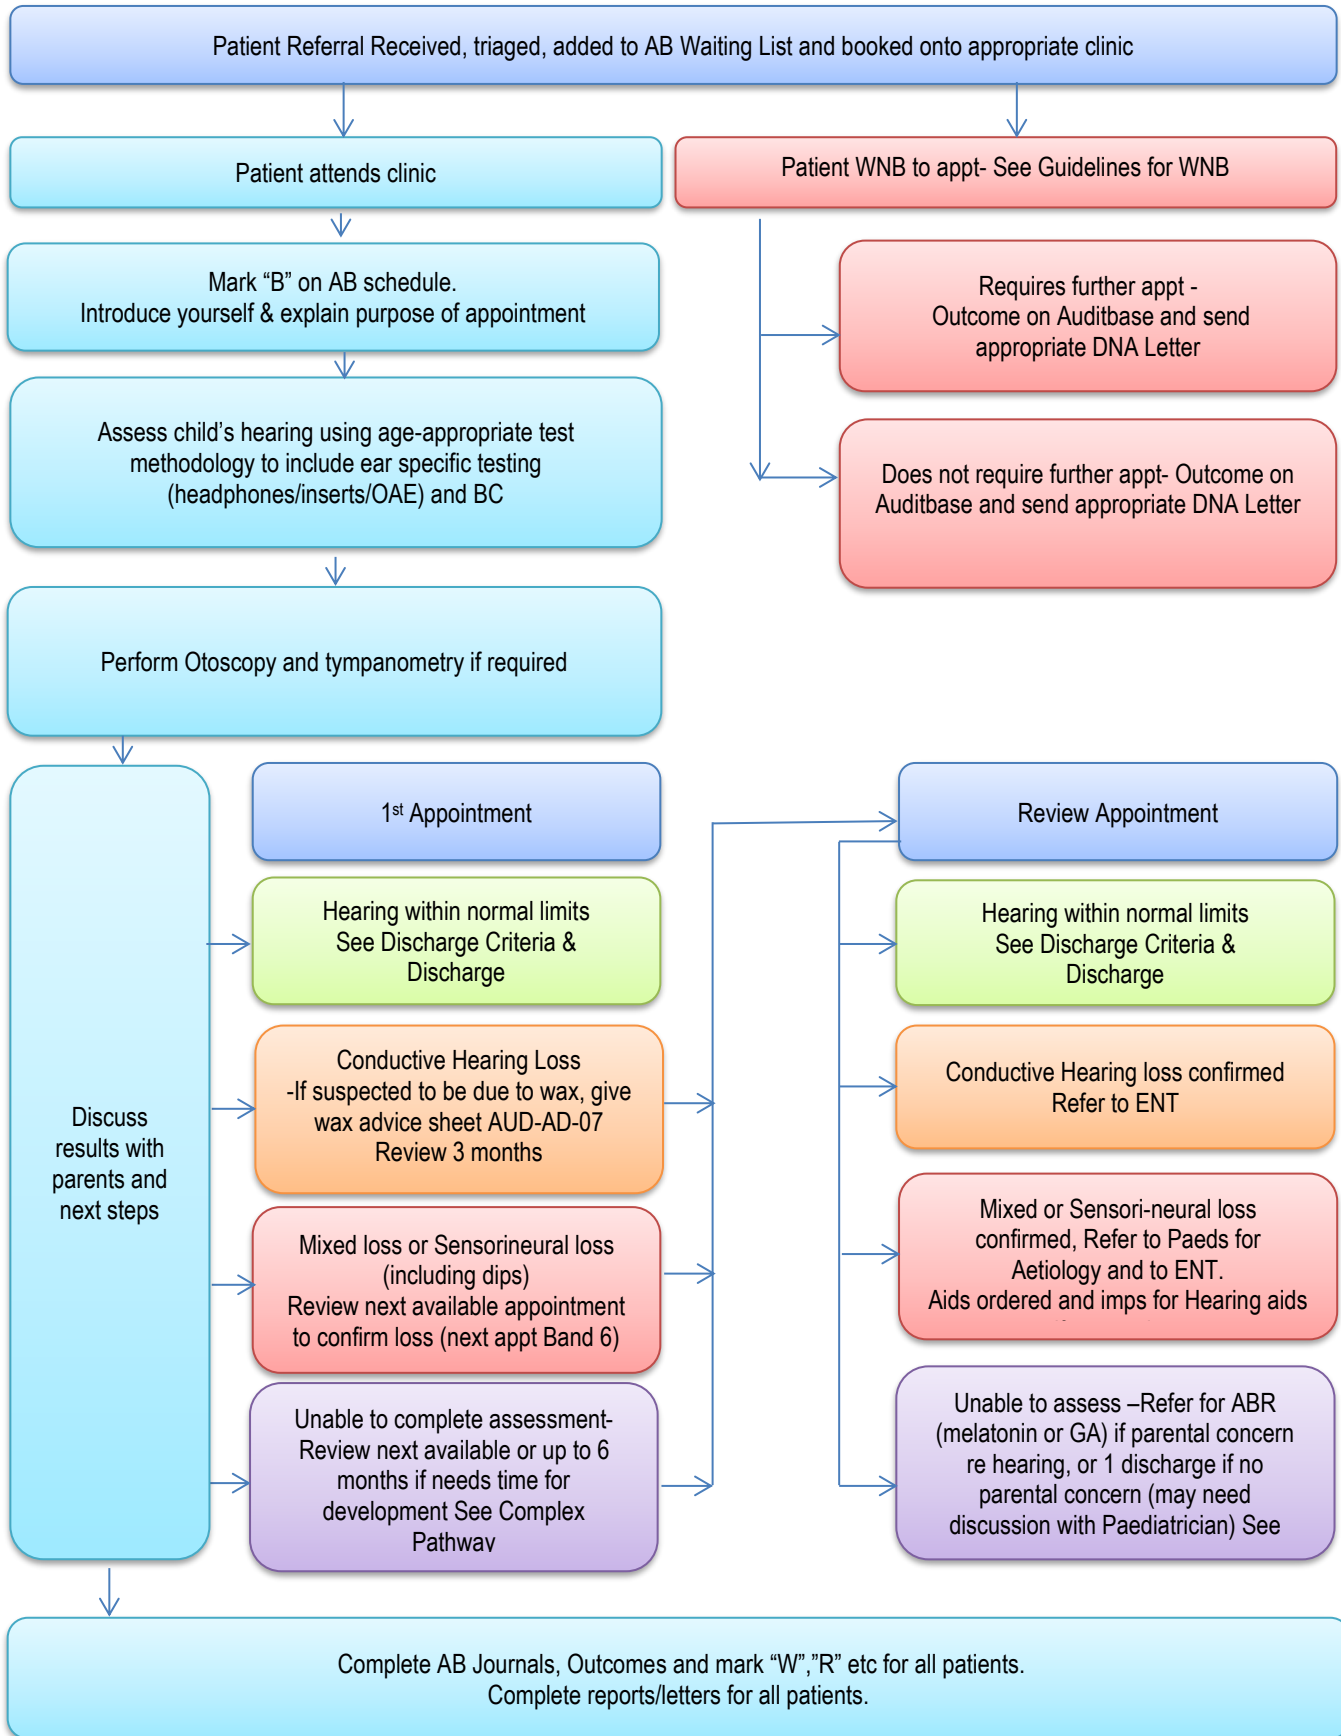 Patient Referral Received, triaged, added to AB Waiting List and booked onto appropriate clinic
Patient attends clinic
Patient WNB to appt- See Guidelines for WNB
Mark “B” on AB schedule.
Introduce yourself & explain purpose of appointment
Requires further appt -
Outcome on Auditbase and send
appropriate DNA Letter
Assess child’s hearing using age-appropriate test
methodology to include ear specific testing
(headphones/inserts/OAE) and BC
Does not require further appt- Outcome on
Auditbase and send appropriate DNA Letter
Perform Otoscopy and tympanometry if required
Discuss
results with
parents and
next steps
1st Appointment
Hearing within normal limits
See Discharge Criteria &
Discharge
Conductive Hearing Loss
-If suspected to be due to wax, give
wax advice sheet AUD-AD-07
Review 3 months
Mixed loss or Sensorineural loss
(including dips)
Review next available appointment
to confirm loss (next appt Band 6)
Unable to complete assessment-
Review next available or up to 6
months if needs time for
development See Complex
Pathway
Review Appointment
Hearing within normal limits
See Discharge Criteria &
Discharge
Conductive Hearing loss confirmed
Refer to ENT
Mixed or Sensori-neural loss
confirmed, Refer to Paeds for
Aetiology and to ENT.
Aids ordered and imps for Hearing aids
Unable to assess –Refer for ABR
(melatonin or GA) if parental concern
re hearing, or 1 discharge if no
parental concern (may need
discussion with Paediatrician) See
Complete AB Journals, Outcomes and mark “W”,”R” etc for all patients.
Complete reports/letters for all patients.